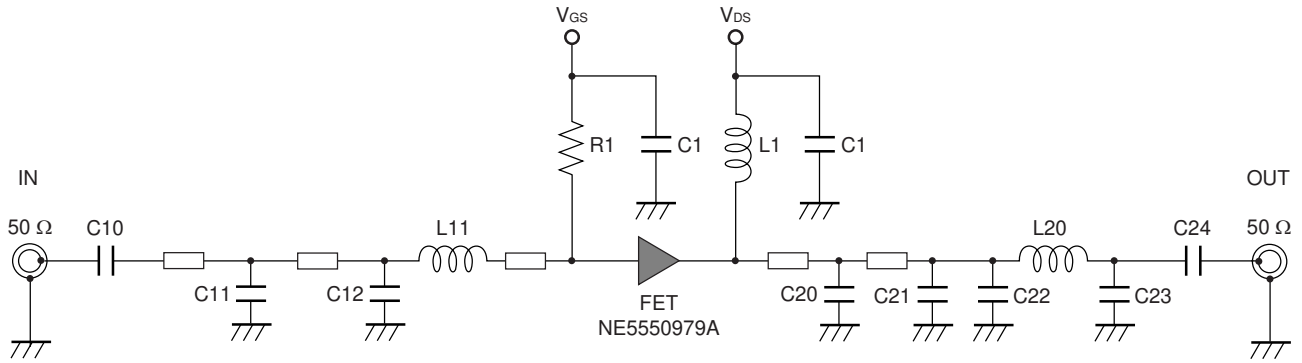 VGS
VDS
R1
C1
L1
C1
IN
OUT
50 Ω
C10
L11
L20
C24
50 Ω
C11
C12
FET
NE5550979A
C20
C21
C22
C23